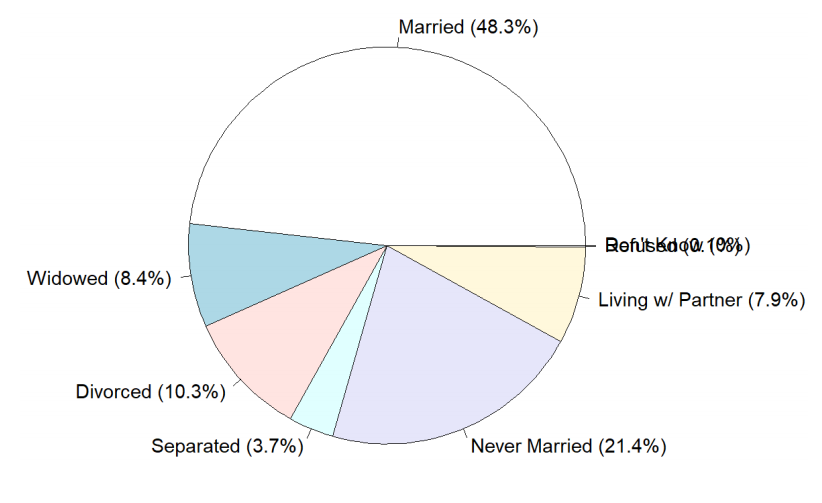 Married (48.3%)
Widowed (8.4%)
Living w/ Partner (7.9%)
Divorced (10.3%)
Separated (3.7%)
Never Married (21.4%)